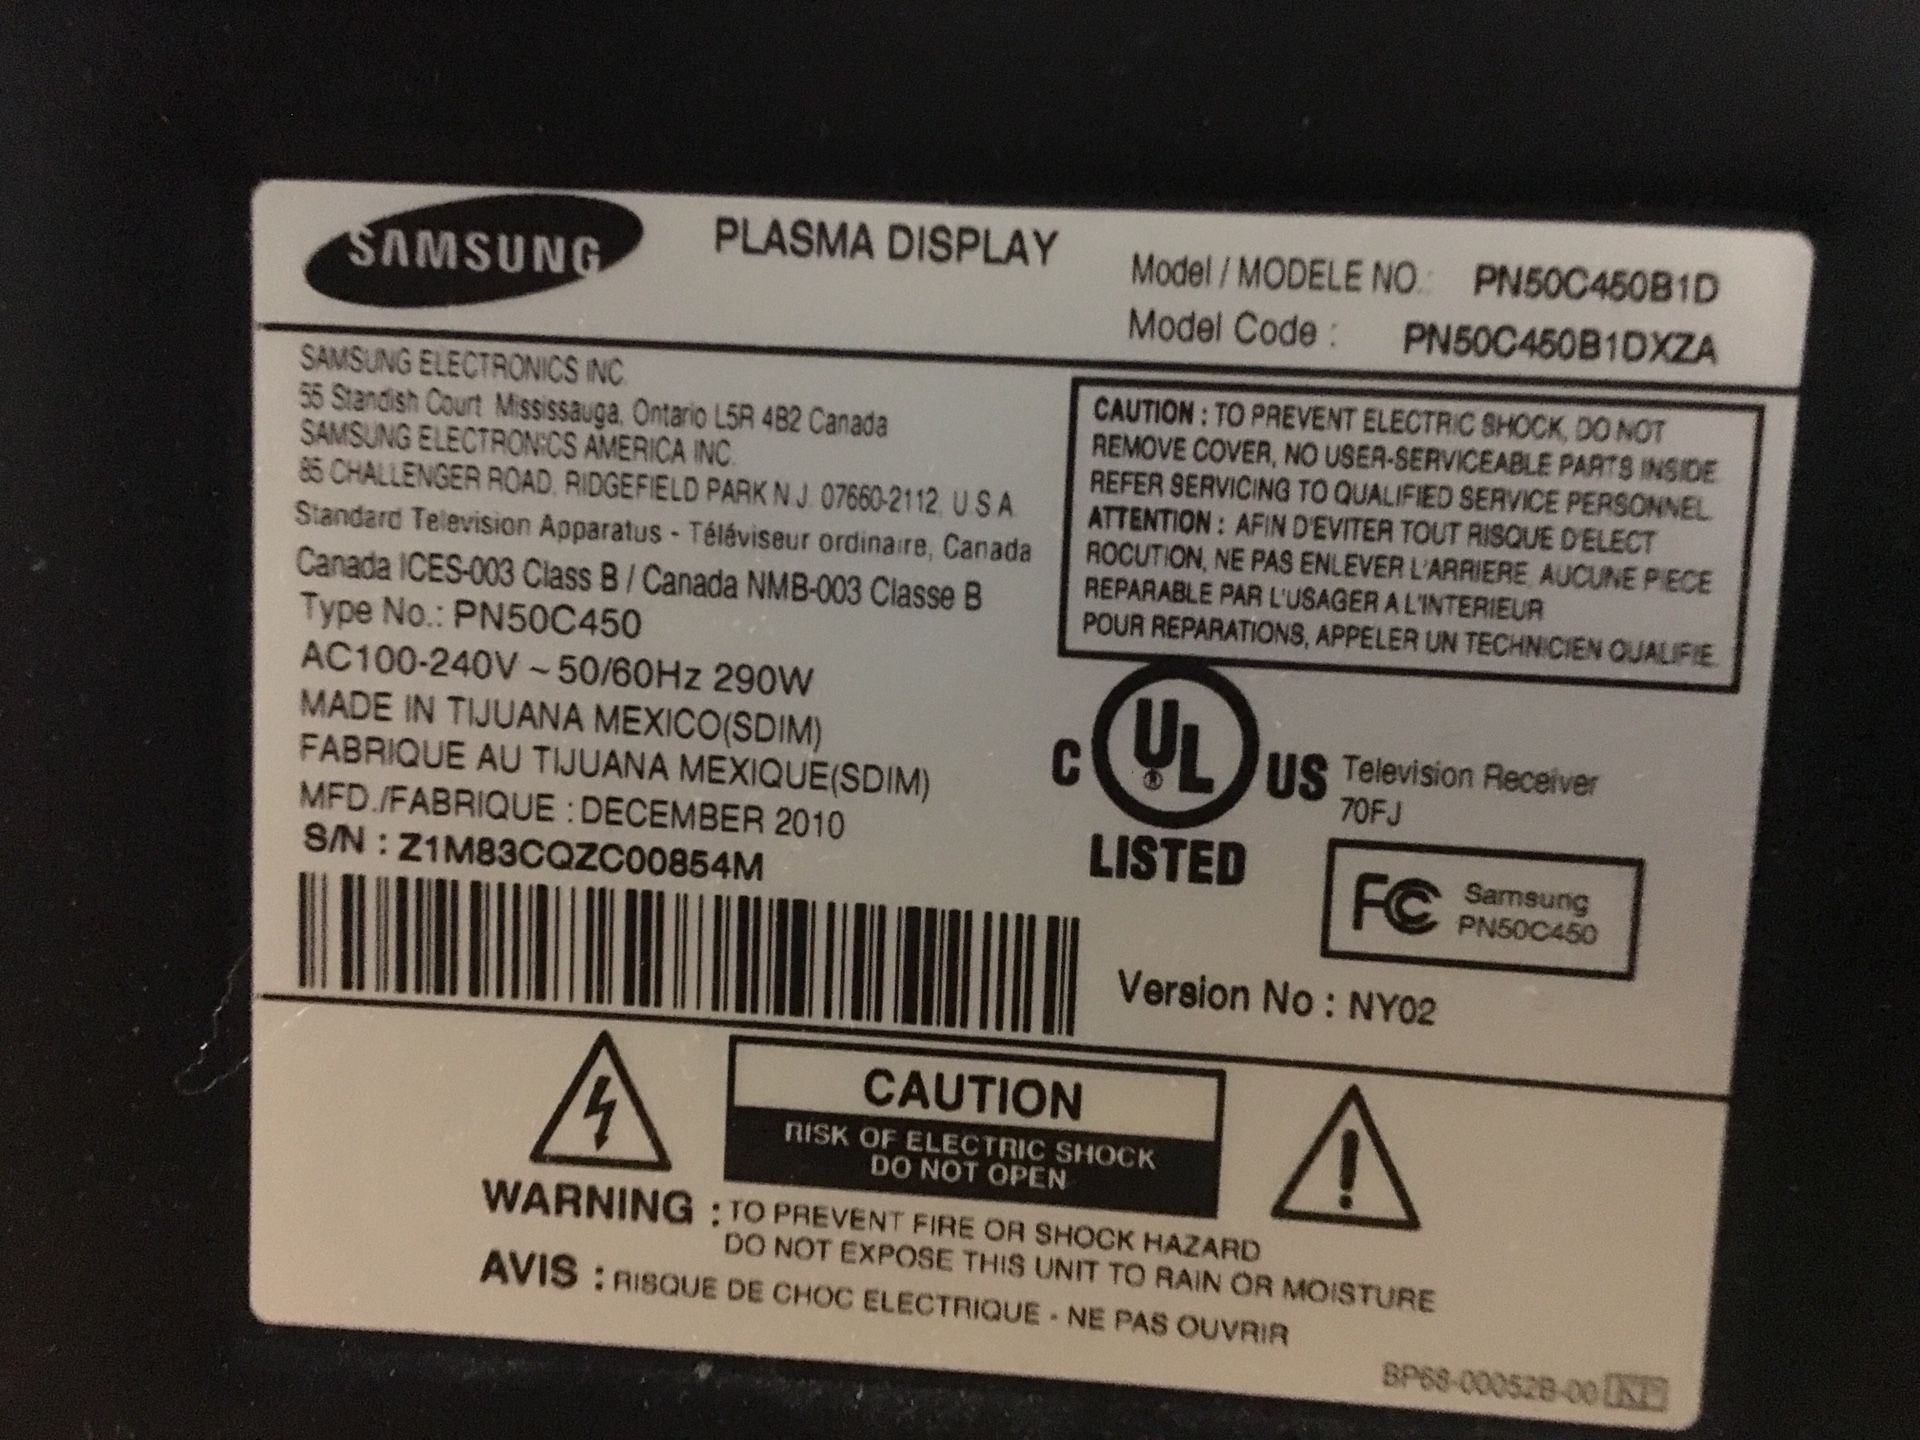 SAMSUNG
PLASMA DISPLAY
Model / MODELE NO. : PN50C450B1D
Model Code : PN50C450B1DXZA
SAMSUNG ELECTRONICS INC.
55 Standish Court Mississauga, Ontario L5R 4B2 Canada
SAMSUNG ELECTRONICS AMERICA INC.
85 CHALLENGER ROAD, RIDGEFIELD PARK N.J. 07660-2112, U.S.A.
Standard Television Apparatus - Téléviseur ordinaire, Canada
Canada ICES-003 Class B / Canada NMB-003 Classe B
Type No.: PN50C450
AC100-240V ~ 50/60Hz 290W
MADE IN TIJUANA MEXICO(SDIM)
FABRIQUE AU TIJUANA MEXIQUE(SDIM)
MFD./FABRIQUE : DECEMBER 2010
S/N : Z1M83CQZC00854M
CAUTION : TO PREVENT ELECTRIC SHOCK, DO NOT
REMOVE COVER, NO USER-SERVICEABLE PARTS INSIDE.
REFER SERVICING TO QUALIFIED SERVICE PERSONNEL.
ATTENTION : AFIN D'EVITER TOUT RISQUE D'ELECT
ROCUTION, NE PAS ENLEVER L'ARRIERE, AUCUNE PIECE
REPARABLE PAR L'USAGER A L'INTERIEUR
POUR REPARATIONS, APPELER UN TECHNICIEN QUALIFIE.
C UL US
LISTED
Television Receiver
70FJ
FC
Samsung
PN50C450
Version No : NY02
CAUTION
RISK OF ELECTRIC SHOCK
DO NOT OPEN
WARNING : TO PREVENT FIRE OR SHOCK HAZARD
DO NOT EXPOSE THIS UNIT TO RAIN OR MOISTURE
AVIS : RISQUE DE CHOC ELECTRIQUE - NE PAS OUVRIR
BP68-00052B-00